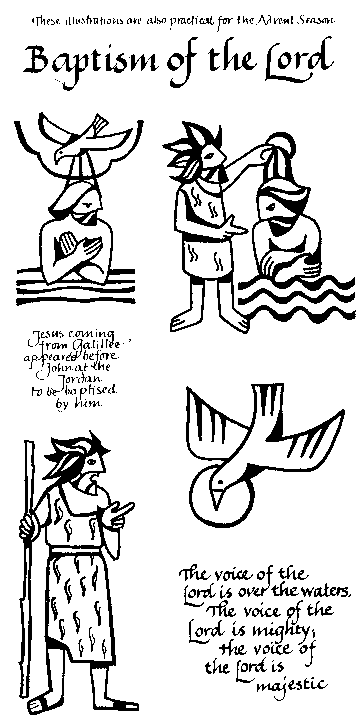 These illustrations are also practical for the Advent Season
Baptism of the Lord
Jesus coming
from Galilee
appeared before
John at the
Jordan
to be baptised
by him.
The voice of the
Lord is over the waters,
The voice of the
Lord is mighty;
the voice of
the Lord is
majestic